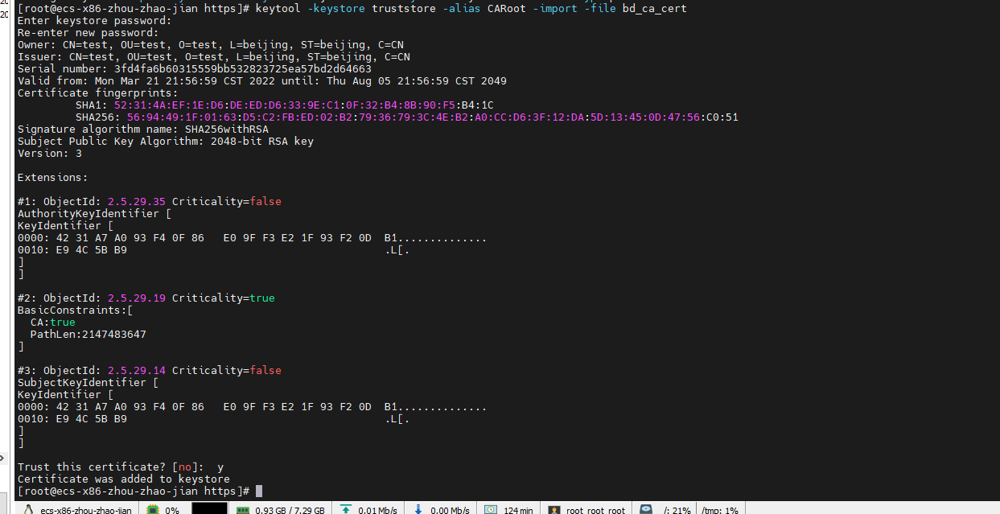 [root@ecs-x86-zhou-zhao-jian https]# keytool -keystore truststore -alias CARoot -import -file bd_ca_cert
Enter keystore password:
Re-enter new password:
Owner: CN=test, OU=test, O=test, L=beijing, ST=beijing, C=CN
Issuer: CN=test, OU=test, O=test, L=beijing, ST=beijing, C=CN
Serial number: 3fd4fa6b60315559bb532823725ea57bd2d64663
Valid from: Mon Mar 21 21:56:59 CST 2022 until: Thu Aug 05 21:56:59 CST 2049
Certificate fingerprints:
SHA1: 52:31:4A:EF:1E:D6:DE:ED:D6:33:9E:C1:0F:32:B4:8B:90:F5:B4:1C
SHA256: 56:94:49:1F:01:63:D5:C2:FB:ED:02:B2:79:36:79:3C:4E:B2:A0:CC:D6:3F:12:DA:5D:13:45:0D:47:56:C0:51
Signature algorithm name: SHA256withRSA
Subject Public Key Algorithm: 2048-bit RSA key
Version: 3
Extensions:
#1: ObjectId: 2.5.29.35 Criticality=false
AuthorityKeyIdentifier [
KeyIdentifier [
0000: 42 31 A7 A0 93 F4 0F 86   E0 9F F3 E2 1F 93 F2 0D  B1..............
0010: E9 4C 5B B9                                        .L[.
]
]
#2: ObjectId: 2.5.29.19 Criticality=true
BasicConstraints:[
CA:true
PathLen:2147483647
]
#3: ObjectId: 2.5.29.14 Criticality=false
SubjectKeyIdentifier [
KeyIdentifier [
0000: 42 31 A7 A0 93 F4 0F 86   E0 9F F3 E2 1F 93 F2 0D  B1..............
0010: E9 4C 5B B9                                        .L[.
]
]
Trust this certificate? [no]:  y
Certificate was added to keystore
[root@ecs-x86-zhou-zhao-jian https]#
ecs-x86-zhou-zhao-jian 0% 0.93 GB / 7.29 GB 0.01 Mb/s 0.00 Mb/s 124 min root root root /: 21% /tmp: 1%